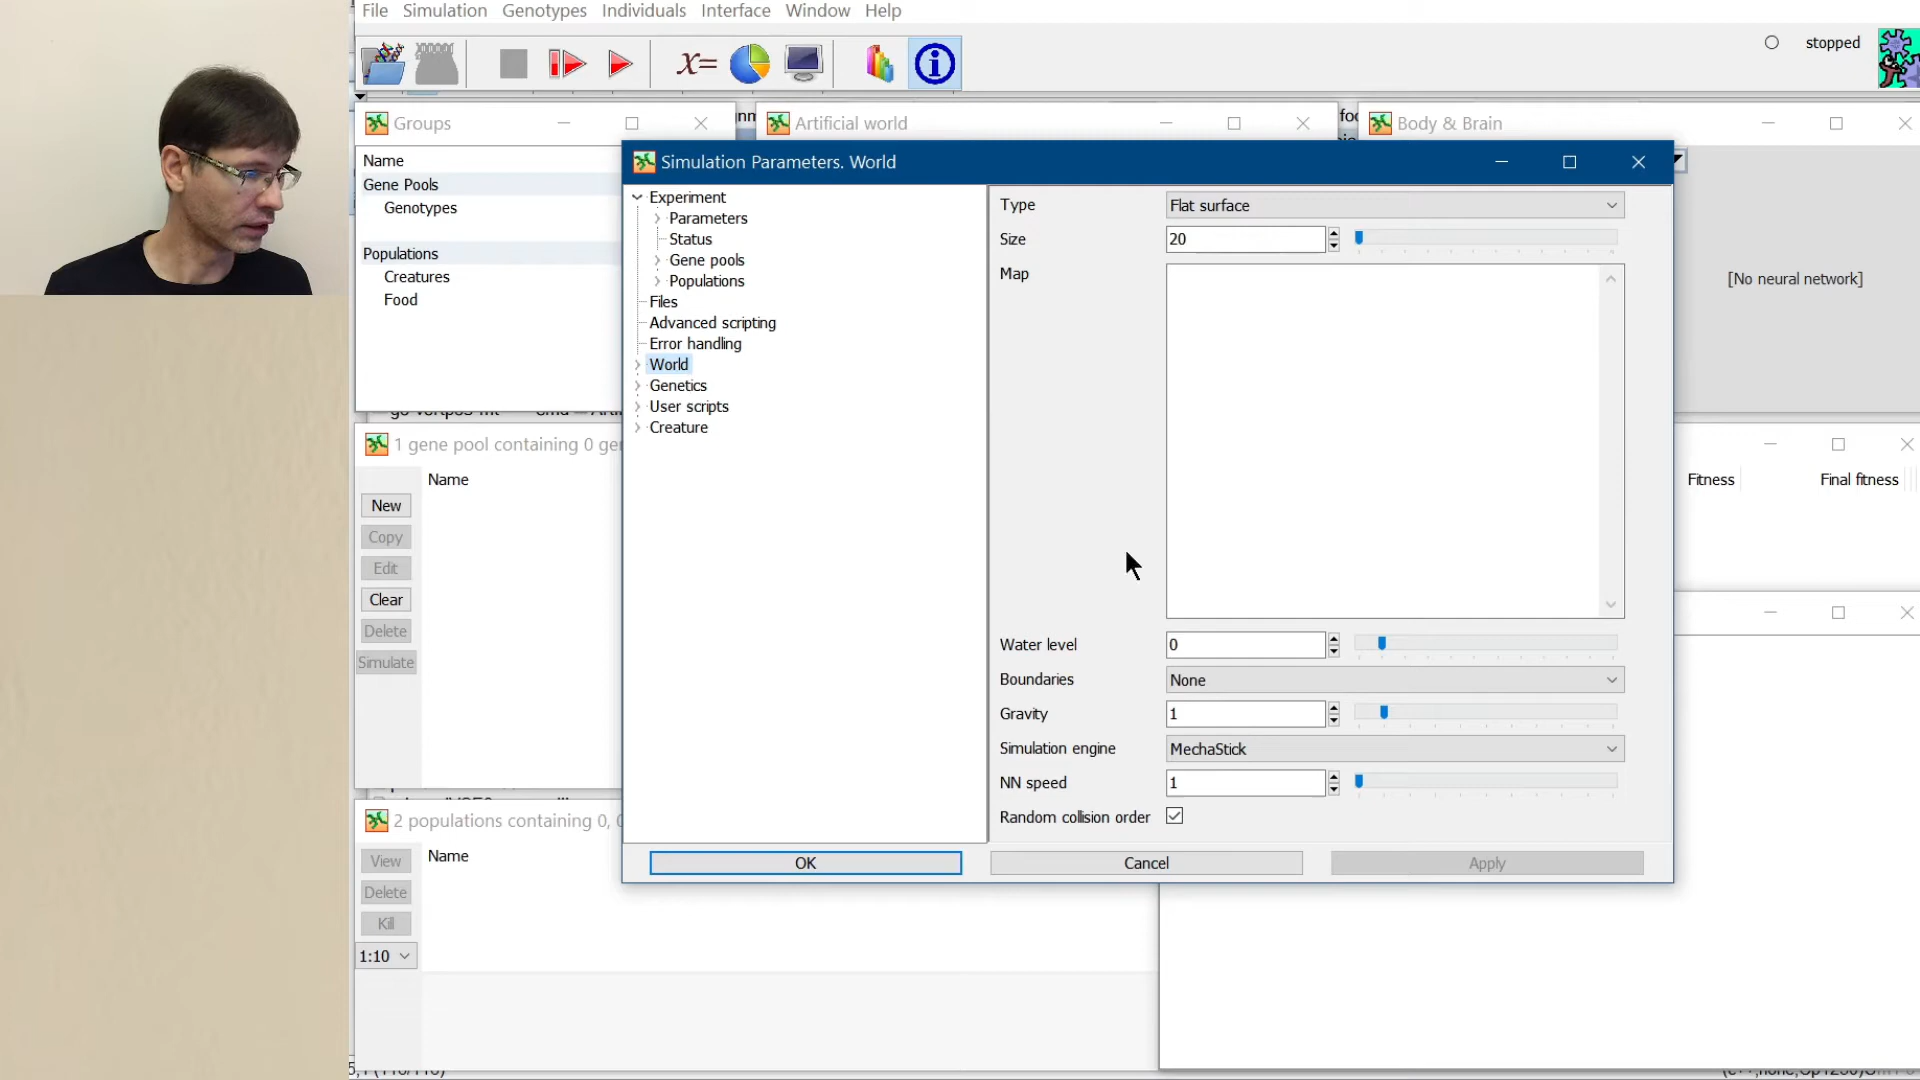 File Simulation Genotypes Individuals Interface Window Help
x=
stopped
Groups
Artificial world
Body & Brain
Name
Gene Pools
Genotypes
Populations
Creatures
Food
Simulation Parameters. World
Experiment
Parameters
Status
Gene pools
Populations
Files
Advanced scripting
Error handling
World
Genetics
User scripts
Creature
Type Flat surface
Size 20
Map
Water level 0
Boundaries None
Gravity 1
Simulation engine MechaStick
NN speed 1
Random collision order
OK Cancel Apply
[No neural network]
1 gene pool containing 0 ge
Name
Fitness Final fitness
New
Copy
Edit
Clear
Delete
Simulate
2 populations containing 0, 0
View Name
Delete
Kill
1:10